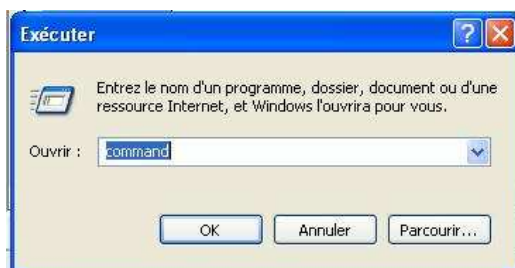 Exécuter
Entrez le nom d'un programme, dossier, document ou d'une
ressource Internet, et Windows l'ouvrira pour vous.
Ouvrir : command
OK Annuler Parcourir...